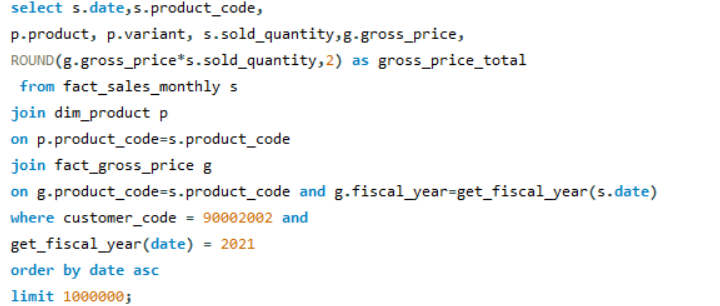 select s.date,s.product_code,
p.product, p.variant, s.sold_quantity,g.gross_price,
ROUND(g.gross_price*s.sold_quantity,2) as gross_price_total
from fact_sales_monthly s
join dim_product p
on p.product_code=s.product_code
join fact_gross_price g
on g.product_code=s.product_code and g.fiscal_year=get_fiscal_year(s.date)
where customer_code = 90002002 and
get_fiscal_year(date) = 2021
order by date asc
limit 1000000;